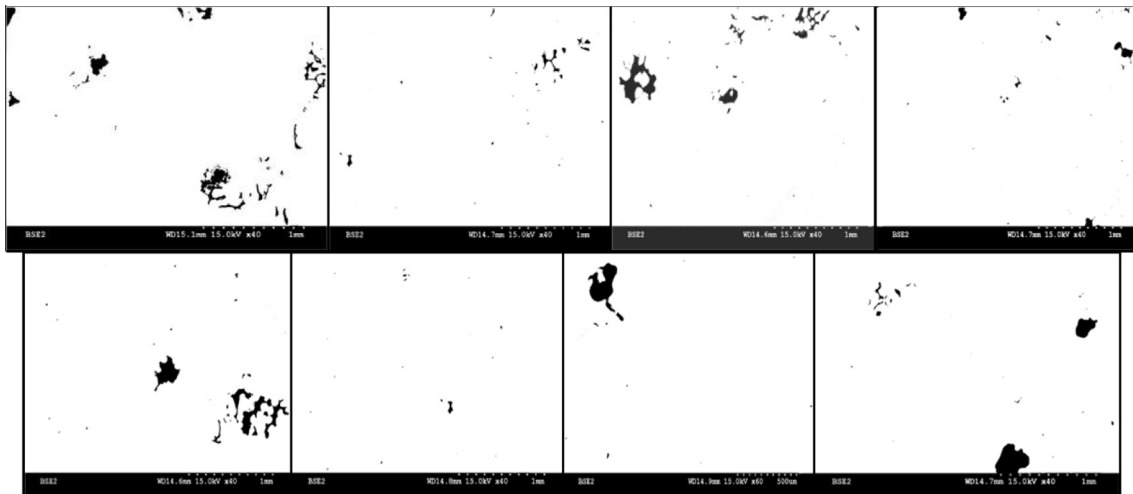 BSE2 WD15.1mm 15.0kV x40 1mm
BSE2 WD14.7mm 15.0kV x40 1mm
BSE2 WD14.6mm 15.0kV x40 1mm
BSE2 WD14.7mm 15.0kV x40 1mm
BSE2 WD14.6mm 15.0kV x40 1mm
BSE2 WD14.8mm 15.0kV x40 1mm
BSE2 WD14.9mm 15.0kV x60 500um
BSE2 WD14.7mm 15.0kV x40 1mm